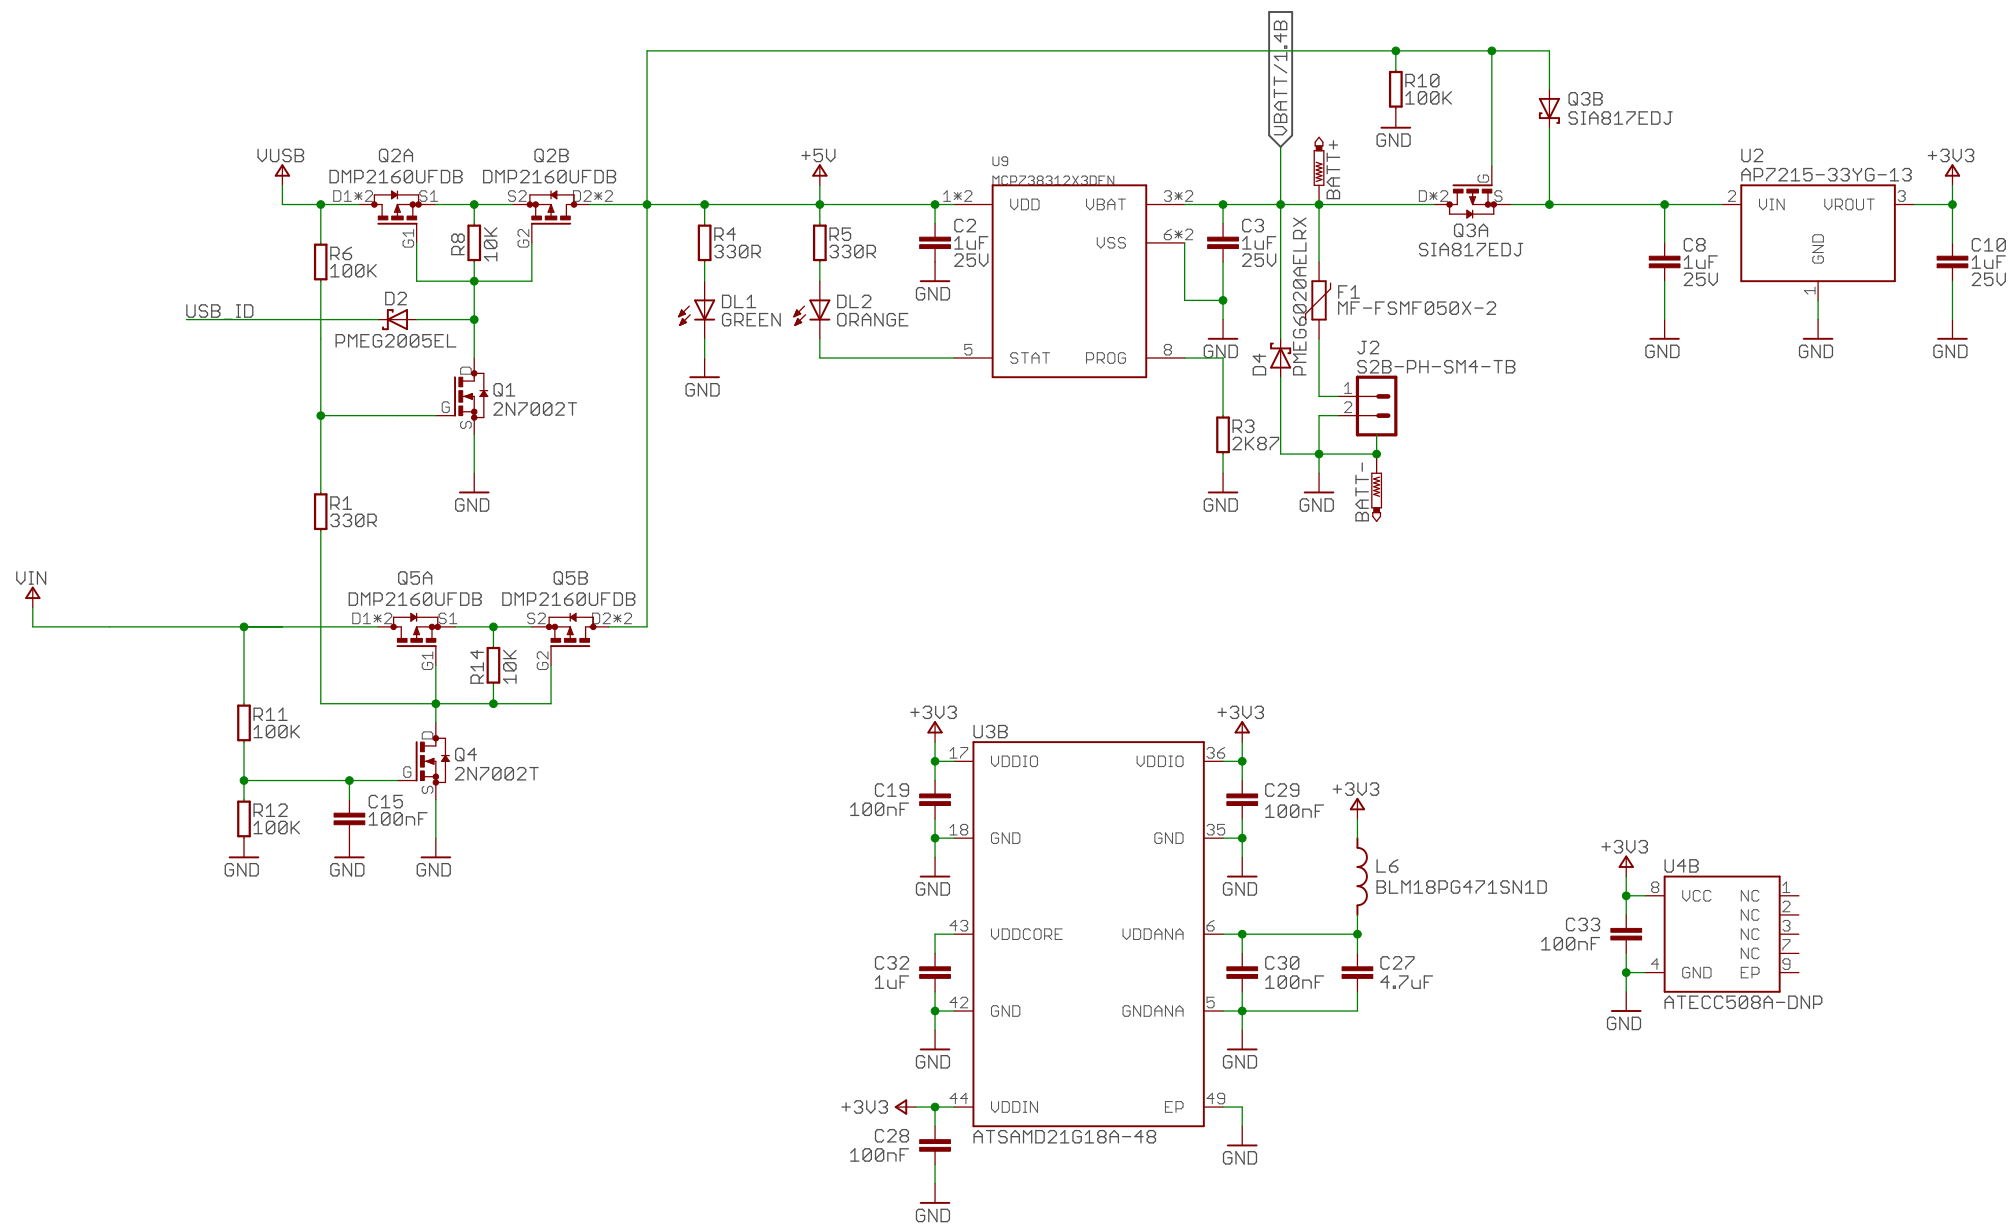 VBATT/1.4B
R10
100K
GND
Q3B
SIA817EDJ
VUSB
Q2A
DMP2160UFDB
D1*2
S1
G1
Q2B
DMP2160UFDB
S2
D2*2
G2
R8
10K
R6
100K
USB_ID
D2
PMEG2005EL
D
G
S
Q1
2N7002T
GND
R1
330R
+5V
R4
330R
DL1
GREEN
GND
R5
330R
DL2
ORANGE
C2
1uF
25V
GND
U9
MCP738312X3DFN
1*2
VDD
VBAT
3*2
VSS
6*2
5
STAT
PROG
8
C3
1uF
25V
GND
R3
2K87
GND
D4
PMEG6020AELRX
BATT+
F1
MF-FSMF050X-2
J2
S2B-PH-SM4-TB
1
2
GND
BATT-
D*2
G
S
Q3A
SIA817EDJ
C8
1uF
25V
GND
U2
AP7215-33YG-13
2
VIN
VROUT
3
GND
1
GND
+3V3
C10
1uF
25V
GND
VIN
Q5A
DMP2160UFDB
D1*2
S1
G1
Q5B
DMP2160UFDB
S2
D2*2
G2
R14
10K
R11
100K
R12
100K
GND
C15
100nF
GND
D
G
S
Q4
2N7002T
GND
+3V3
U3B
+3V3
17
VDDIO
VDDIO
36
C19
100nF
C29
100nF
18
GND
GND
35
GND
GND
+3V3
L6
BLM18PG471SN1D
43
VDDCORE
VDDANA
6
C32
1uF
C30
100nF
C27
4.7uF
42
GND
GNDANA
5
GND
GND
+3V3
44
VDDIN
EP
49
C28
100nF
ATSAMD21G18A-48
GND
GND
+3V3
U4B
8
VCC
NC
1
NC
2
C33
100nF
NC
3
NC
7
4
GND
EP
9
ATECC508A-DNP
GND